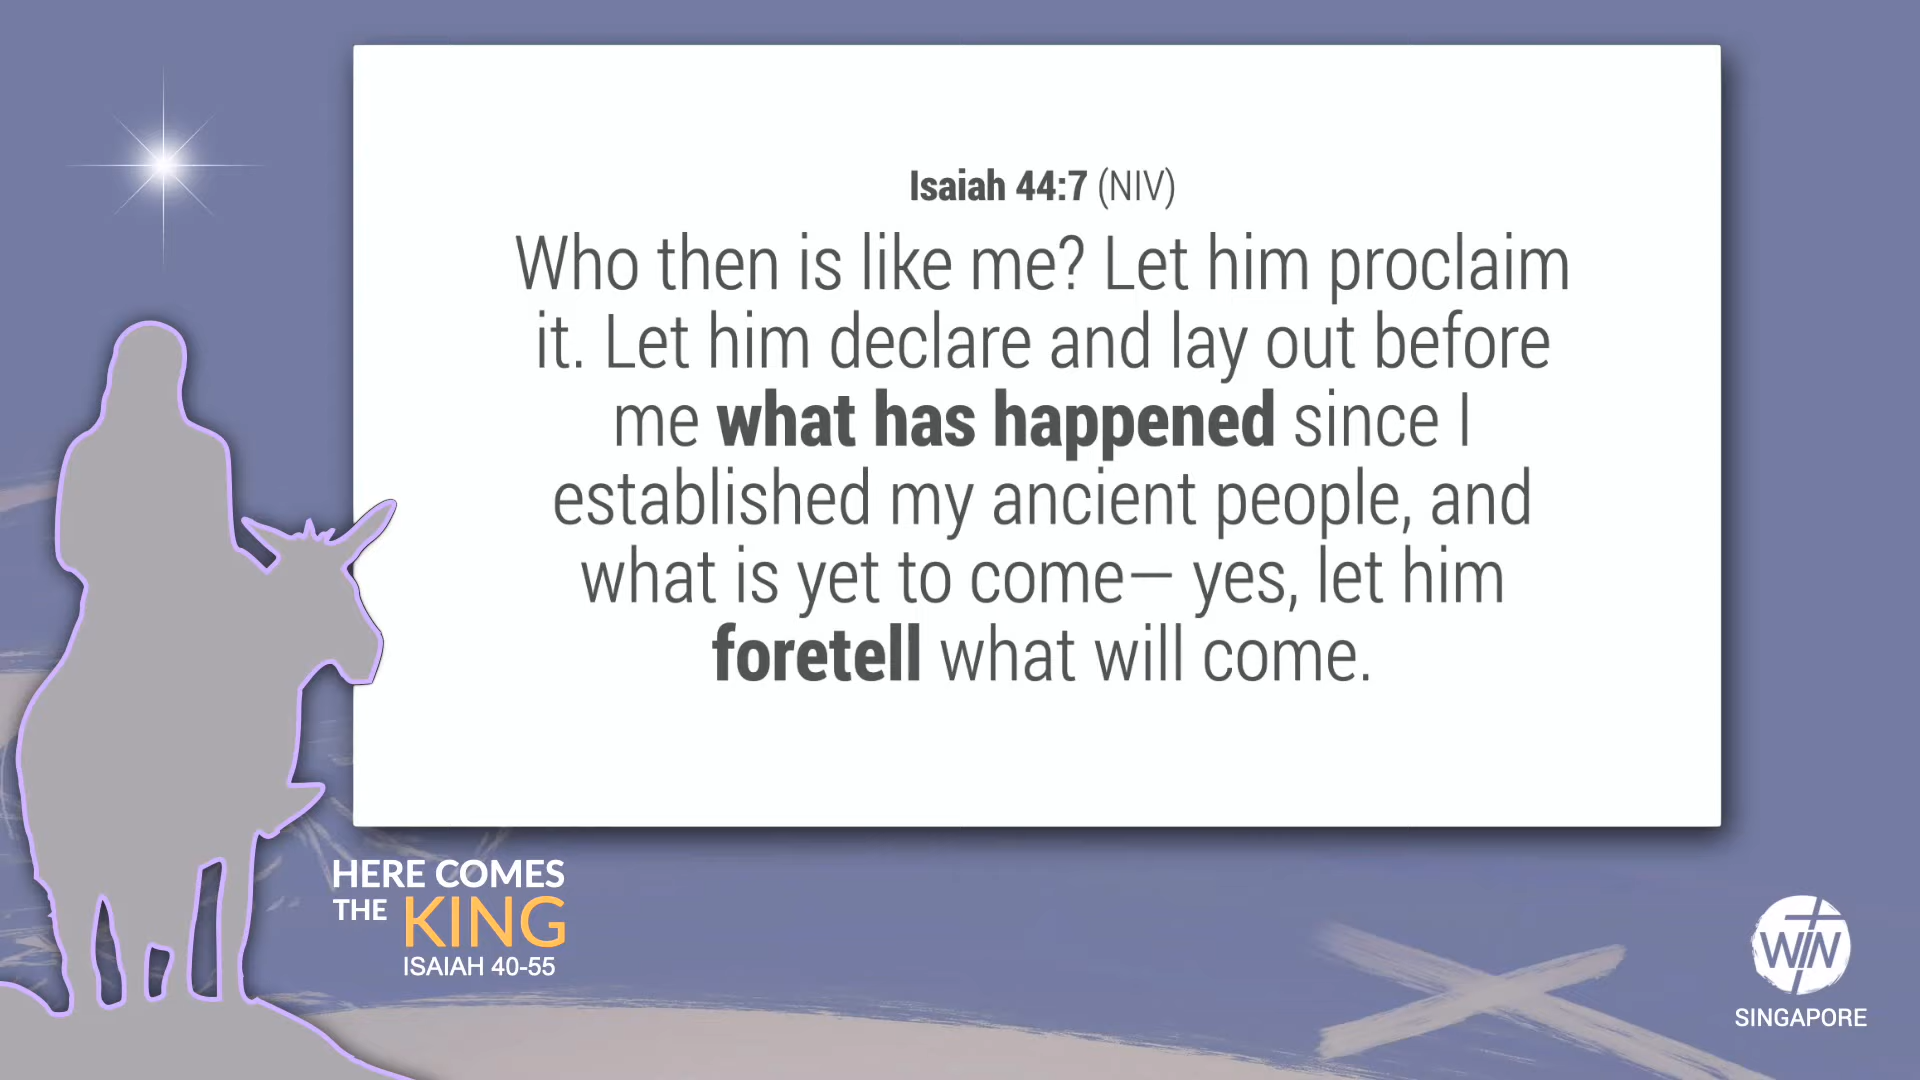 Isaiah 44:7 (NIV)
Who then is like me? Let him proclaim
it. Let him declare and lay out before
me what has happened since I
established my ancient people, and
what is yet to come— yes, let him
foretell what will come.
HERE COMES
THE KING
ISAIAH 40-55
WIN
SINGAPORE